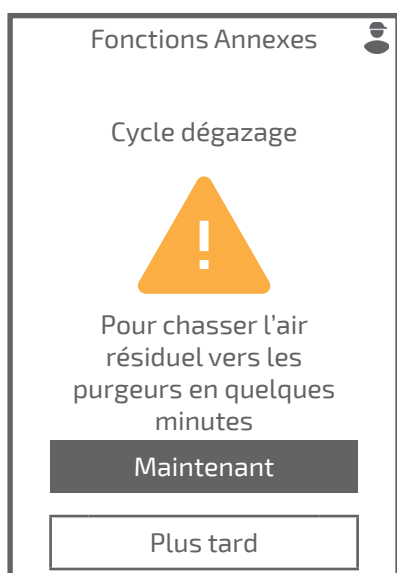 Fonctions Annexes
Cycle dégazage
!
Pour chasser l'air
résiduel vers les
purgeurs en quelques
minutes
Maintenant
Plus tard